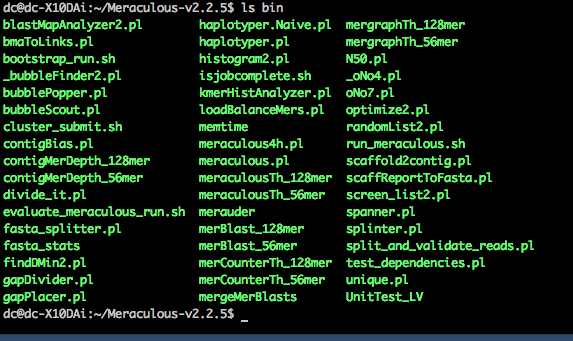 dc@dc-X10DAi:~/Meraculous-v2.2.5$ ls bin
blastMapAnalyzer2.pl haplotyper.Naive.pl mergraphTh_128mer
bmaToLinks.pl haplotyper.pl mergraphTh_56mer
bootstrap_run.sh histogram2.pl N50.pl
_bubbleFinder2.pl isjobcomplete.sh _oNo4.pl
bubblePopper.pl kmerHistAnalyzer.pl oNo7.pl
bubbleScout.pl loadBalanceMers.pl optimize2.pl
cluster_submit.sh memtime randomList2.pl
contigBias.pl meraculous4h.pl run_meraculous.sh
contigMerDepth_128mer meraculous.pl scaffold2contig.pl
contigMerDepth_56mer meraculousTh_128mer scaffReportToFasta.pl
divide_it.pl meraculousTh_56mer screen_list2.pl
evaluate_meraculous_run.sh merauder spanner.pl
fasta_splitter.pl merBlast_128mer splinter.pl
fasta_stats merBlast_56mer split_and_validate_reads.pl
findDMin2.pl merCounterTh_128mer test_dependencies.pl
gapDivider.pl merCounterTh_56mer unique.pl
gapPlacer.pl mergeMerBlasts UnitTest_LV
dc@dc-X10DAi:~/Meraculous-v2.2.5$ _